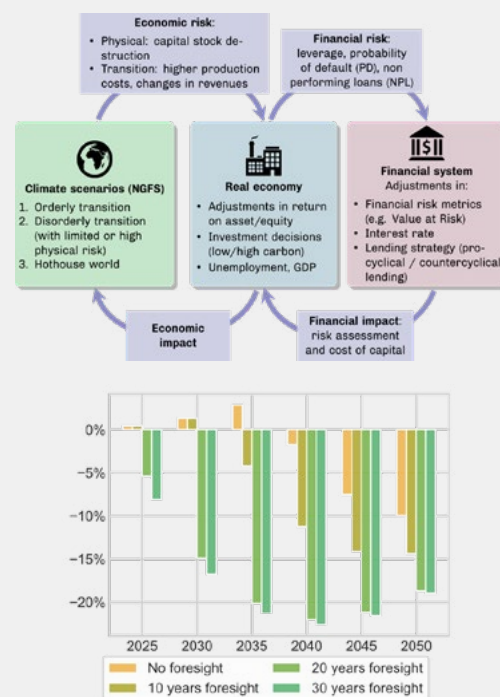 Economic risk:
• Physical: capital stock de-
struction
• Transition: higher production
costs, changes in revenues
Financial risk:
leverage, probability
of default (PD), non
performing loans (NPL)
Climate scenarios (NGFS)
1. Orderly transition
2. Disorderly transition
(with limited or high
physical risk)
3. Hothouse world
Real economy
• Adjustments in return
on asset/equity
• Investment decisions
(low/high carbon)
• Unemployment, GDP
$
Financial system
Adjustments in:
• Financial risk metrics
(e.g. Value at Risk)
• Interest rate
• Lending strategy (pro-
cyclical / countercyclical
lending)
Economic
impact
Financial impact:
risk assessment
and cost of capital
0%
−5%
−10%
−15%
−20%
2025 2030 2035 2040 2045 2050
No foresight
10 years foresight
20 years foresight
30 years foresight